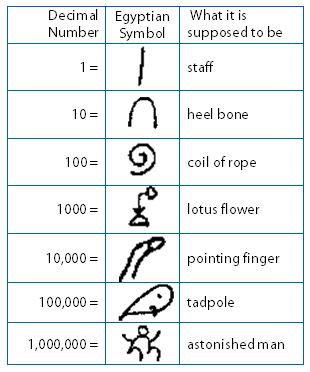 Decimal Number Egyptian Symbol What it is supposed to be
1 = staff
10 = heel bone
100 = coil of rope
1000 = lotus flower
10,000 = pointing finger
100,000 = tadpole
1,000,000 = astonished man